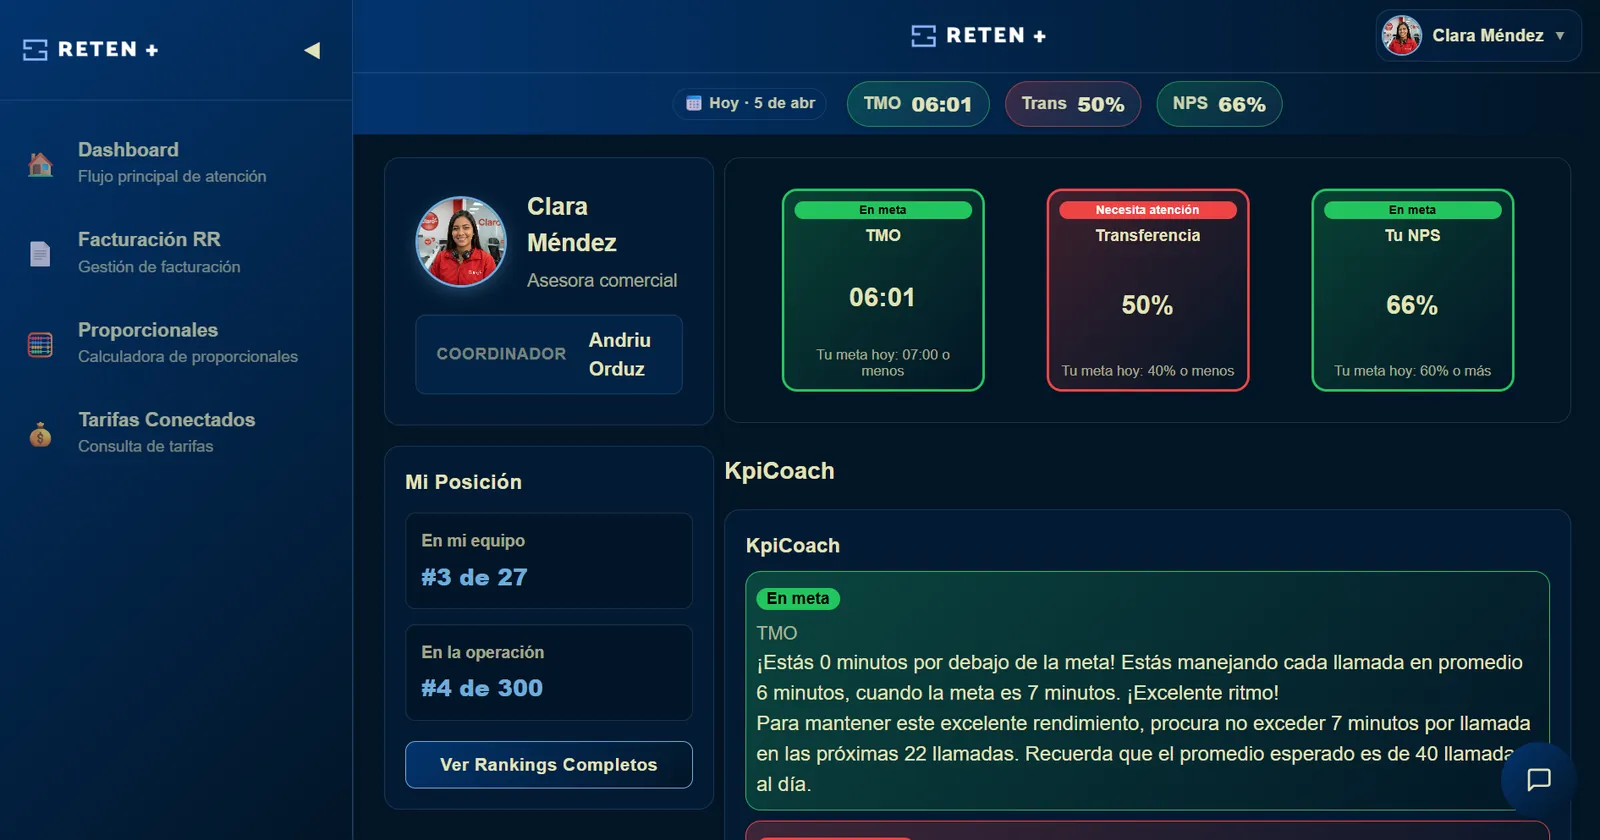 RETEN +
Dashboard
Flujo principal de atención
Facturación RR
Gestión de facturación
Proporcionales
Calculadora de proporcionales
Tarifas Conectados
Consulta de tarifas
RETEN +
Clara Méndez
Hoy · 5 de abr
TMO 06:01
Trans 50%
NPS 66%
Clara
Méndez
Asesora comercial
COORDINADOR
Andriu
Orduz
En meta
TMO
06:01
Tu meta hoy: 07:00 o
menos
Necesita atención
Transferencia
50%
Tu meta hoy: 40% o menos
En meta
Tu NPS
66%
Tu meta hoy: 60% o más
Mi Posición
En mi equipo
#3 de 27
En la operación
#4 de 300
Ver Rankings Completos
KpiCoach
KpiCoach
En meta
TMO
¡Estás 0 minutos por debajo de la meta! Estás manejando cada llamada en promedio
6 minutos, cuando la meta es 7 minutos. ¡Excelente ritmo!
Para mantener este excelente rendimiento, procura no exceder 7 minutos por llamada
en las próximas 22 llamadas. Recuerda que el promedio esperado es de 40 llamada
al día.